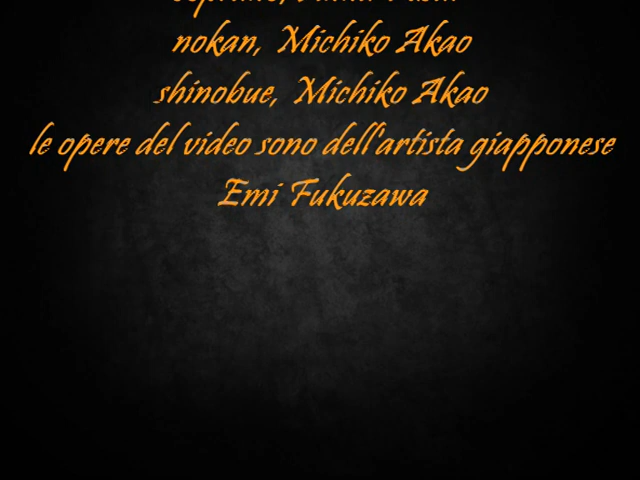 nokan, Michiko Akao
shinobue, Michiko Akao
le opere del video sono dell'artista giapponese
Emi Fukuzawa